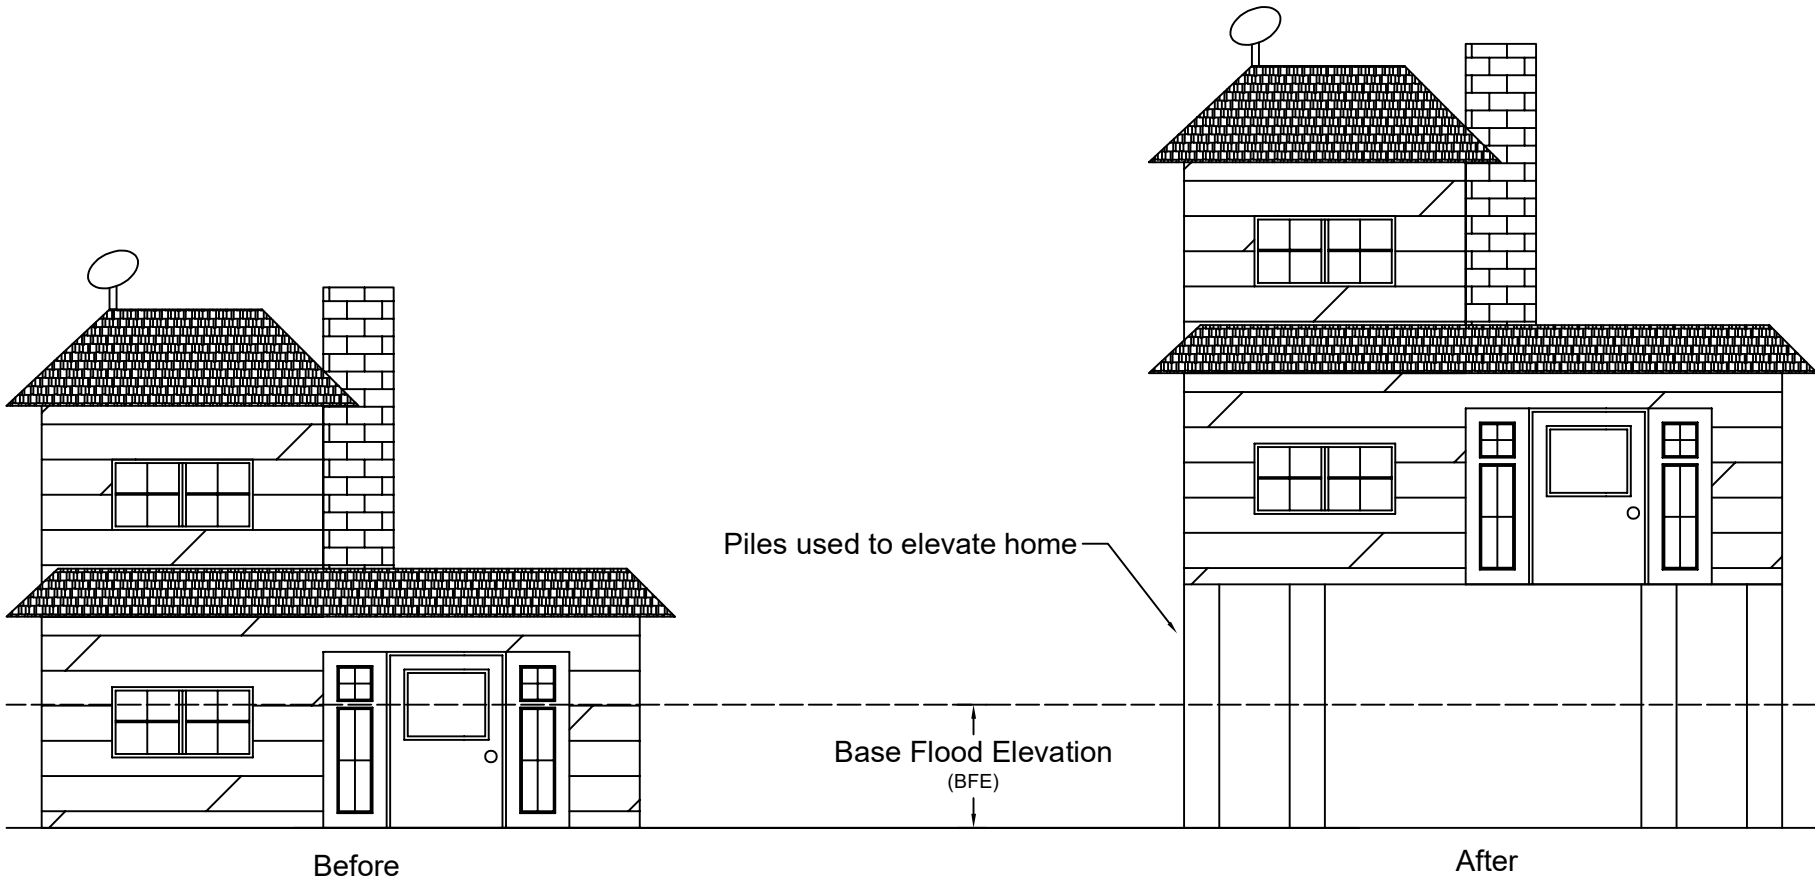 Piles used to elevate home
Base Flood Elevation
(BFE)
Before
After